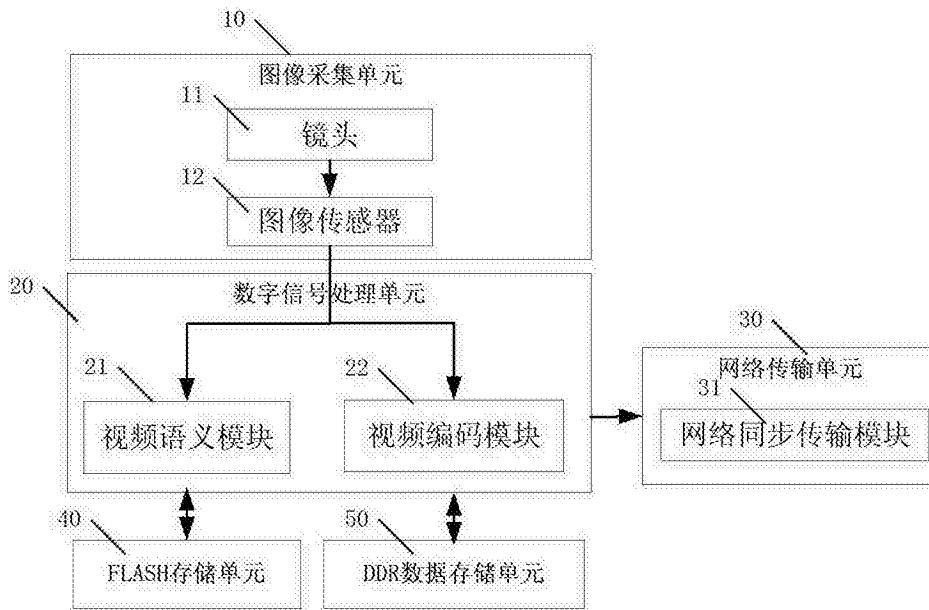 10
图像采集单元
11
镜头
12
图像传感器
20
数字信号处理单元
21
视频语义模块
22
视频编码模块
30
网络传输单元
31
网络同步传输模块
40
FLASH存储单元
50
DDR数据存储单元